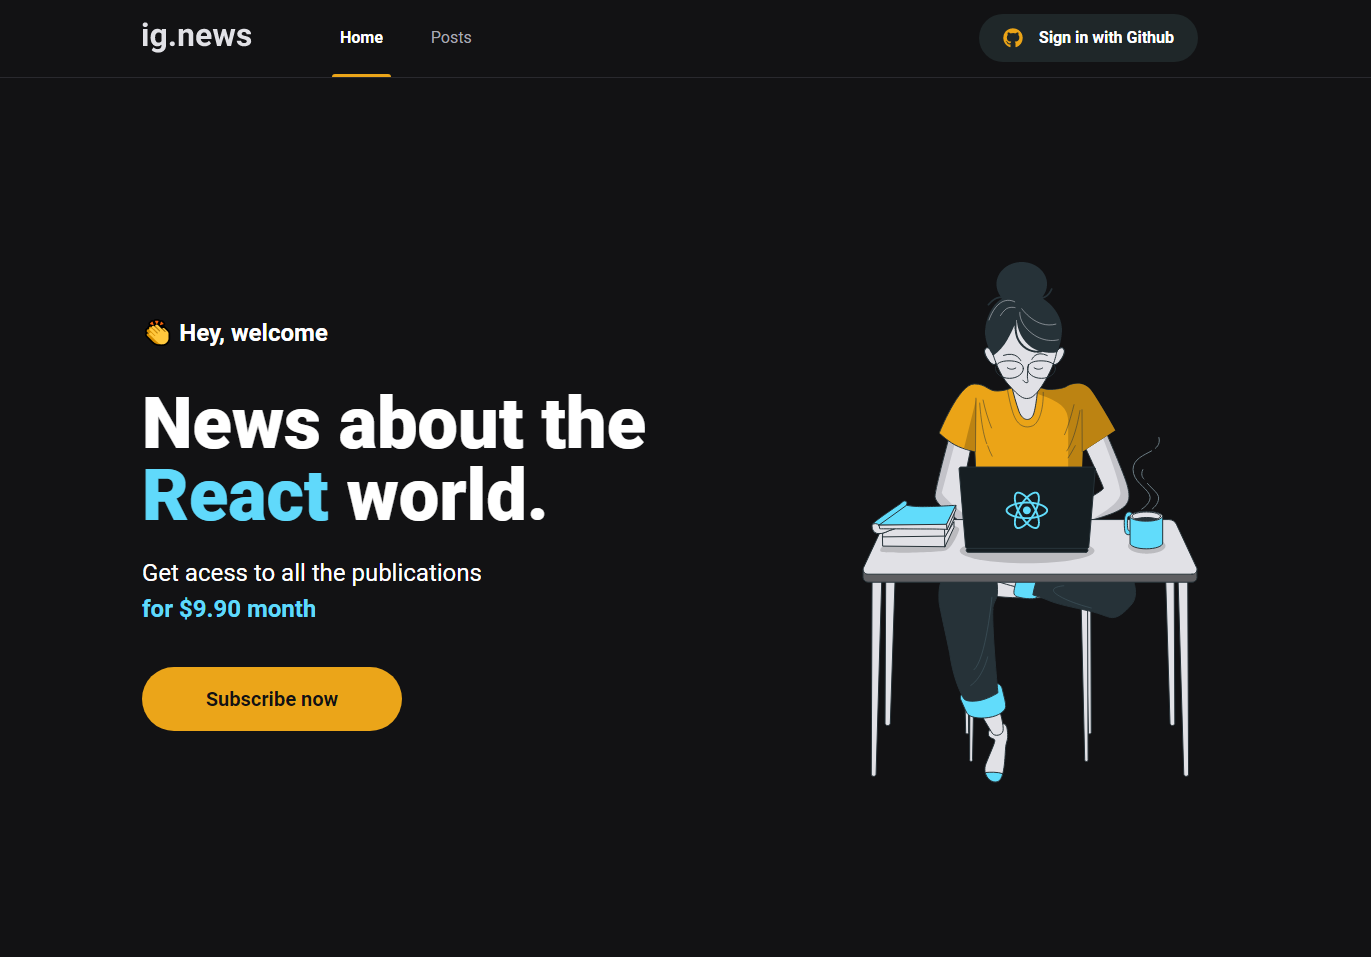 ig.news
Home
Posts
Sign in with Github
👏 Hey, welcome
News about the
React world.
Get acess to all the publications
for $9.90 month
Subscribe now